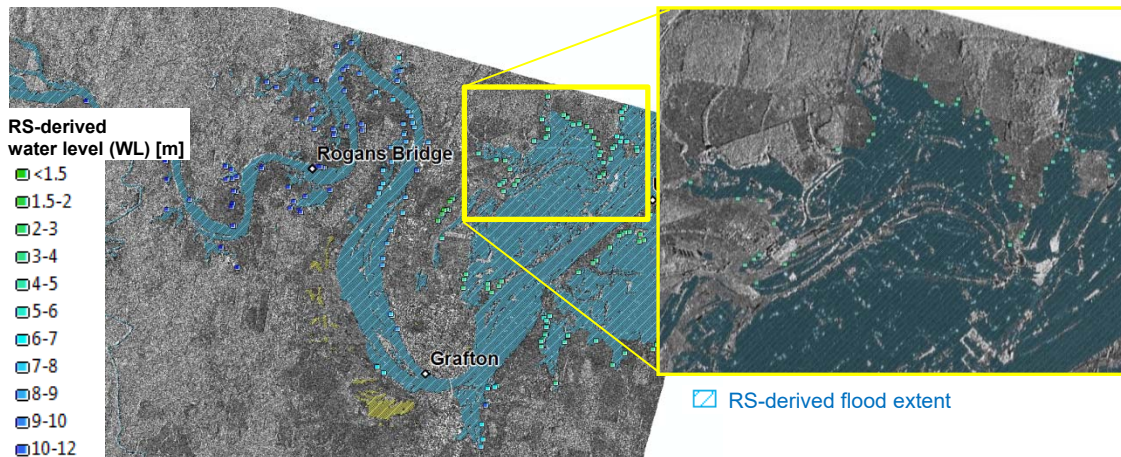 RS-derived
water level (WL) [m]
<1.5
1.5-2
2-3
3-4
4-5
5-6
6-7
7-8
8-9
9-10
10-12
Rogans Bridge
Grafton
RS-derived flood extent